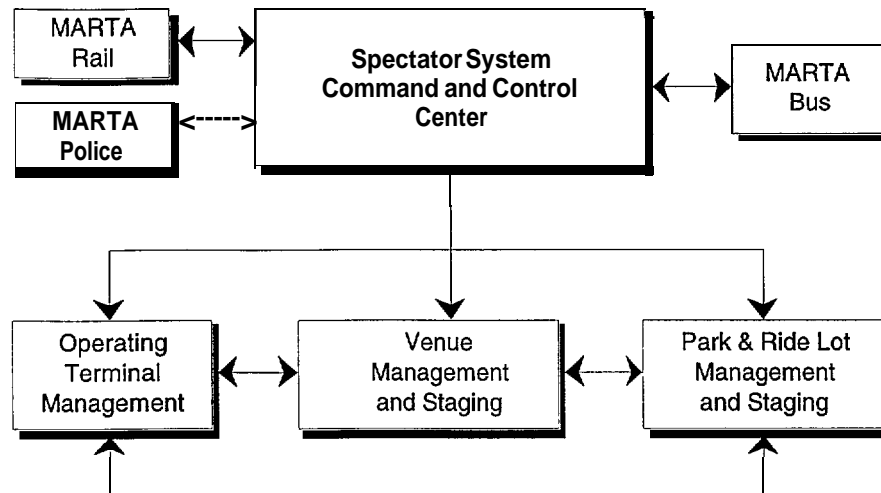 MARTA
Rail
Spectator System
Command and Control
Center
MARTA
Bus
MARTA
Police
Operating
Terminal
Management
Venue
Management
and Staging
Park & Ride Lot
Management
and Staging